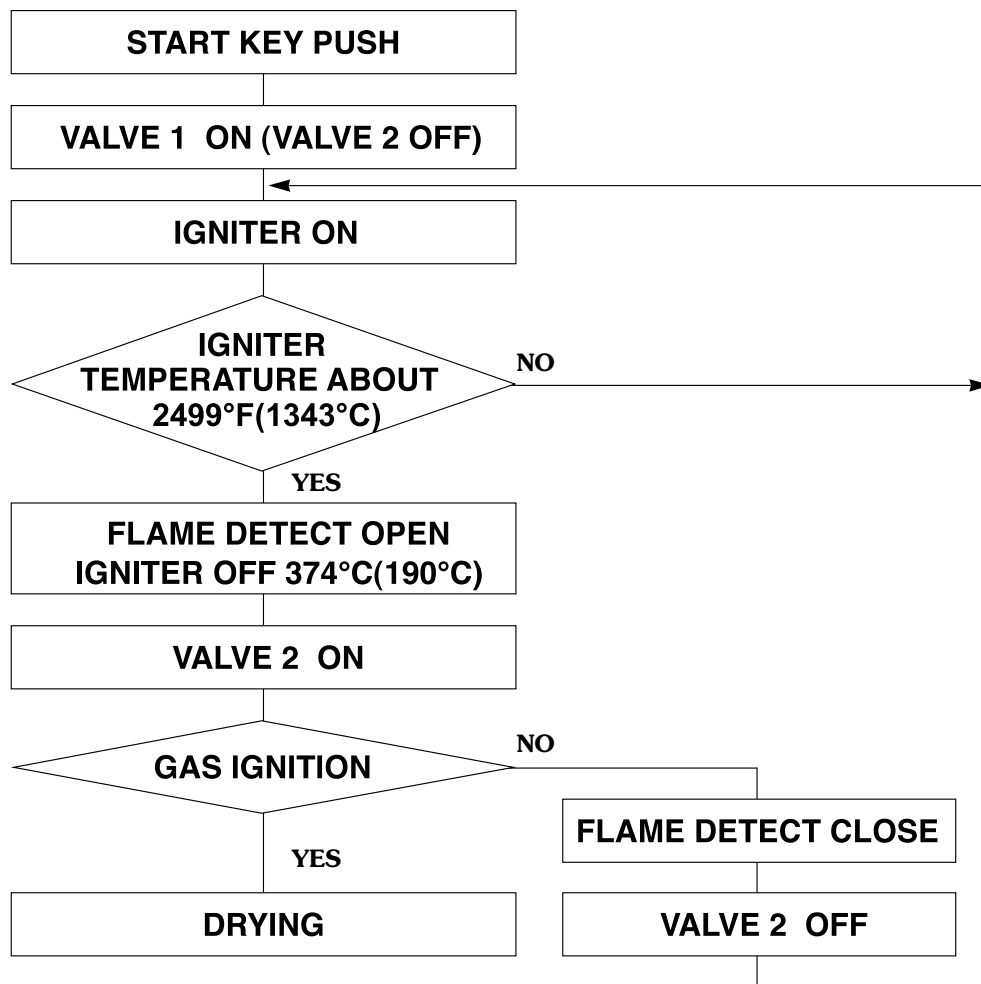 START KEY PUSH
VALVE 1 ON (VALVE 2 OFF)
IGNITER ON
IGNITER
TEMPERATURE ABOUT
2499°F(1343°C)
NO
YES
FLAME DETECT OPEN
IGNITER OFF 374°C(190°C)
VALVE 2 ON
GAS IGNITION
NO
FLAME DETECT CLOSE
YES
DRYING
VALVE 2 OFF